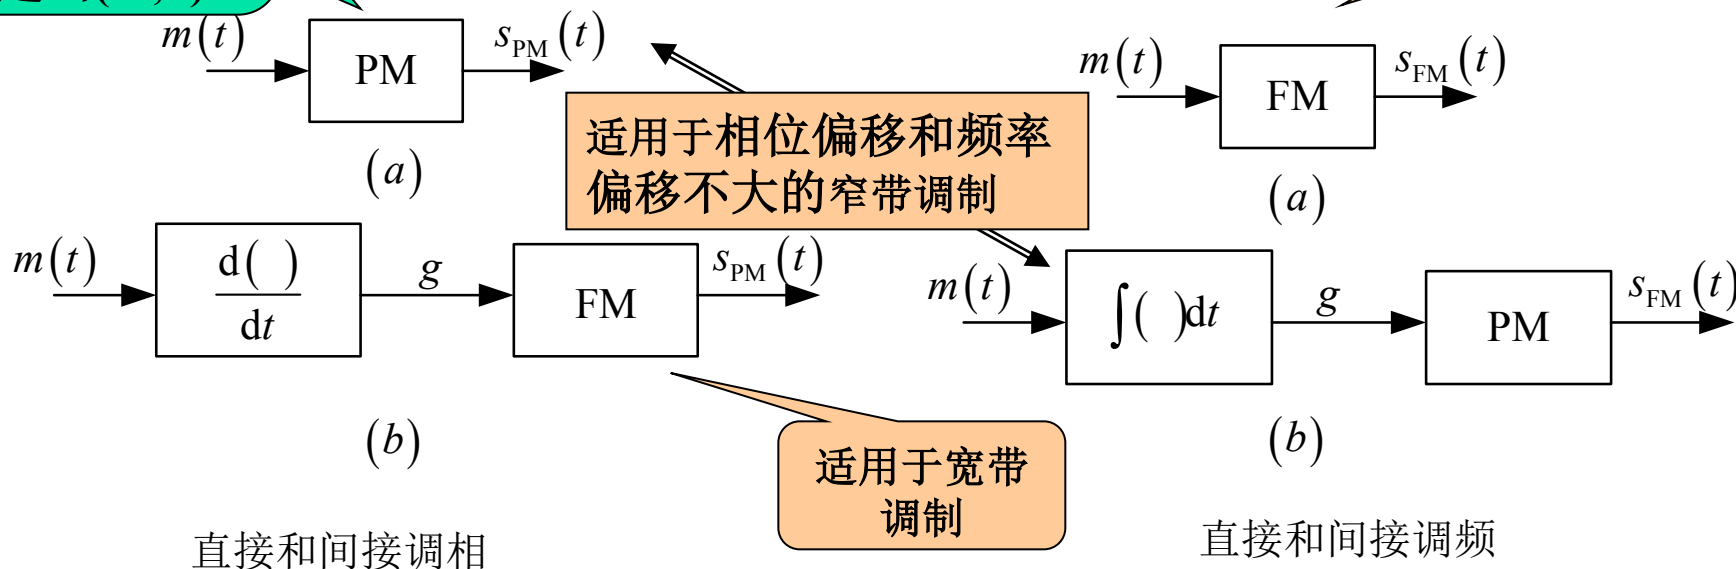 m(t)
PM
s_PM(t)
(a)
m(t)
FM
s_FM(t)
(a)
适用于相位偏移和频率
偏移不大的窄带调制
m(t)
d( )
dt
g
FM
s_PM(t)
(b)
适用于宽带
调制
直接和间接调相
m(t)
∫( )dt
g
PM
s_FM(t)
(b)
直接和间接调频